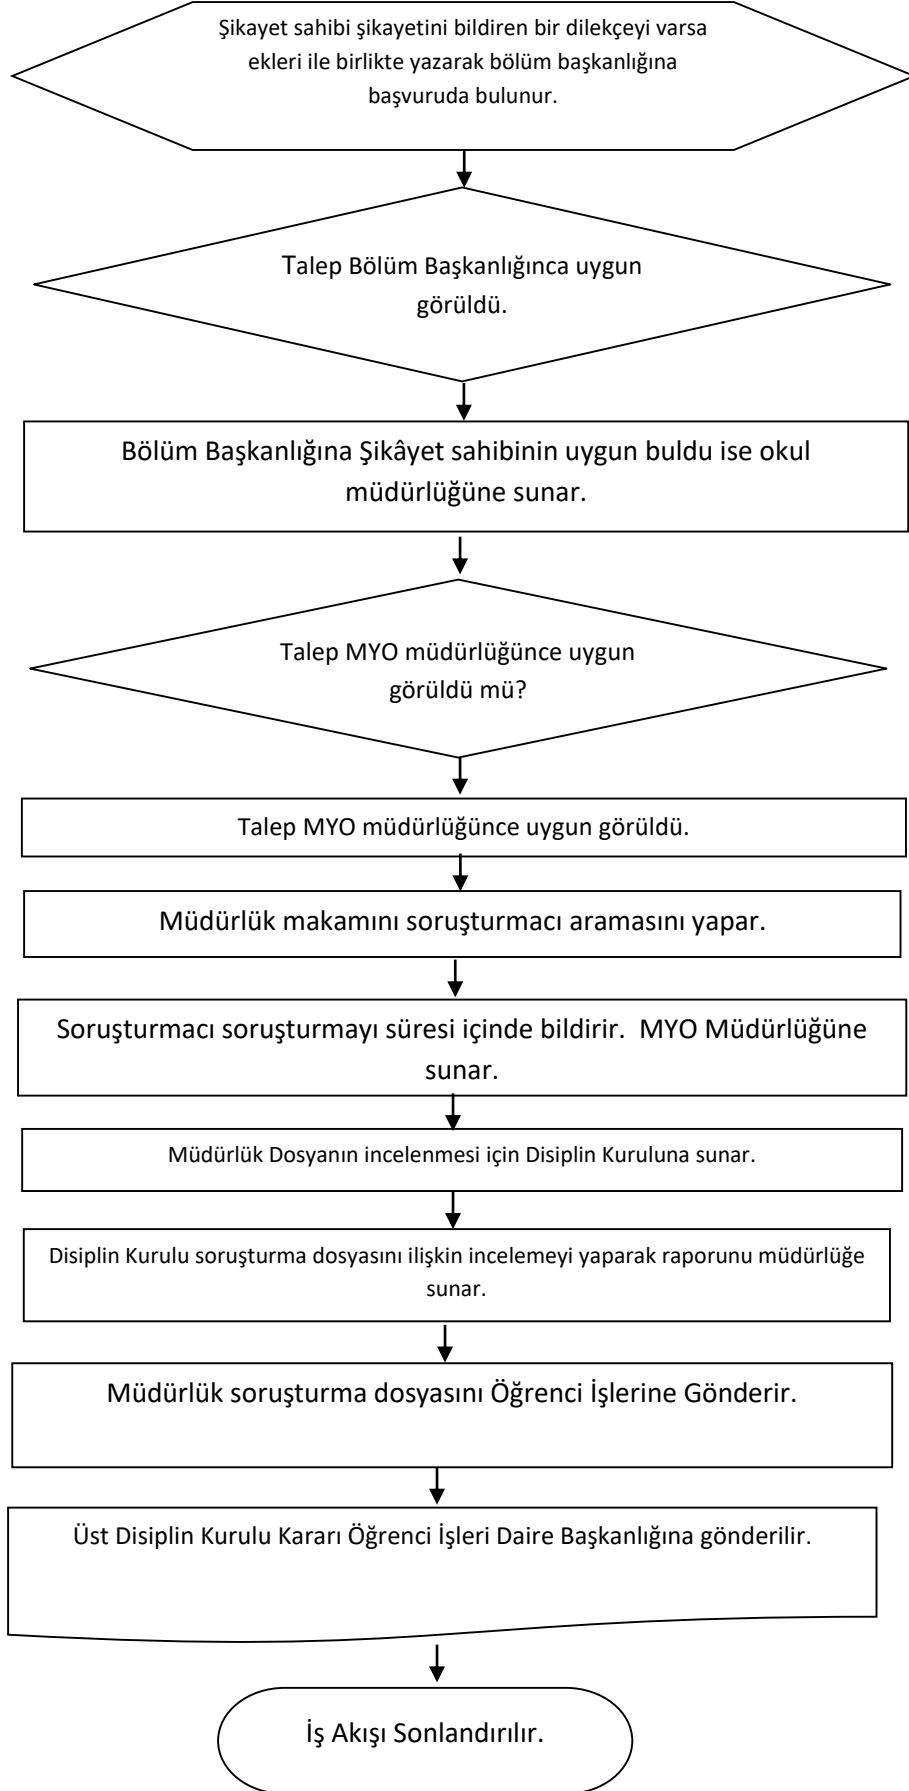 Şikayet sahibi şikayetini bildiren bir dilekçeyi varsa
ekleri ile birlikte yazarak bölüm başkanlığına
başvuruda bulunur.
Talep Bölüm Başkanlığınca uygun
görüldü.
Bölüm Başkanlığına Şikâyet sahibinin uygun buldu ise okul
müdürlüğüne sunar.
Talep MYO müdürlüğünce uygun
görüldü mü?
Talep MYO müdürlüğünce uygun görüldü.
Müdürlük makamını soruşturmacı aramasını yapar.
Soruşturmacı soruşturmayı süresi içinde bildirir. MYO Müdürlüğüne
sunar.
Müdürlük Dosyanın incelenmesi için Disiplin Kuruluna sunar.
Disiplin Kurulu soruşturma dosyasını ilişkin incelemeyi yaparak raporunu müdürlüğe
sunar.
Müdürlük soruşturma dosyasını Öğrenci İşlerine Gönderir.
Üst Disiplin Kurulu Kararı Öğrenci İşleri Daire Başkanlığına gönderilir.
İş Akışı Sonlandırılır.